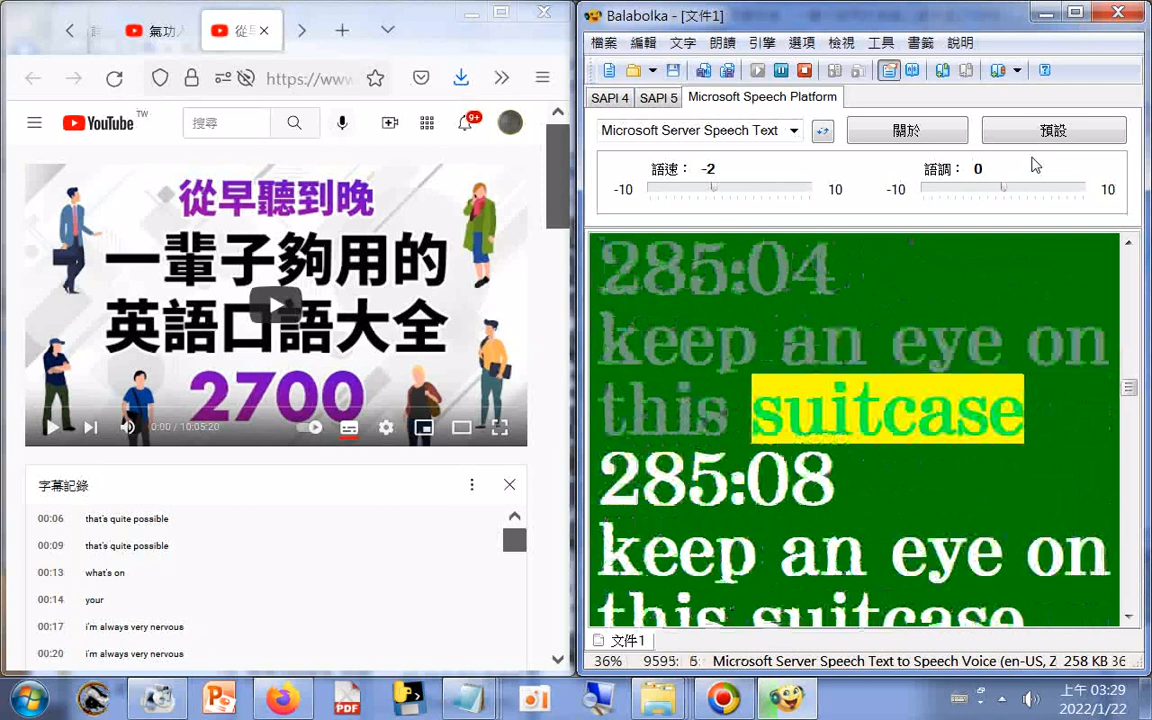 氣功
從
https://www
YouTube TW
搜尋
9+
從早聽到晚
一輩子夠用的
英語口語大全
2700
0:00 / 10:05:20
字幕記錄
00:06 that's quite possible
00:09 that's quite possible
00:13 what's on
00:14 your
00:17 i'm always very nervous
00:20 i'm always very nervous
Balabolka - [文件1]
檔案 編輯 文字 朗讀 引擎 選項 檢視 工具 書籤 說明
SAPI 4 SAPI 5 Microsoft Speech Platform
Microsoft Server Speech Text 關於 預設
語速： -2 語調： 0
-10 10 -10 10
285:04
keep an eye on
this suitcase
285:08
keep an eye on
this suitcase
文件1
36% 9595: 5: Microsoft Server Speech Text to Speech Voice (en-US, Z 258 KB 36
PDF
上午 03:29
2022/1/22